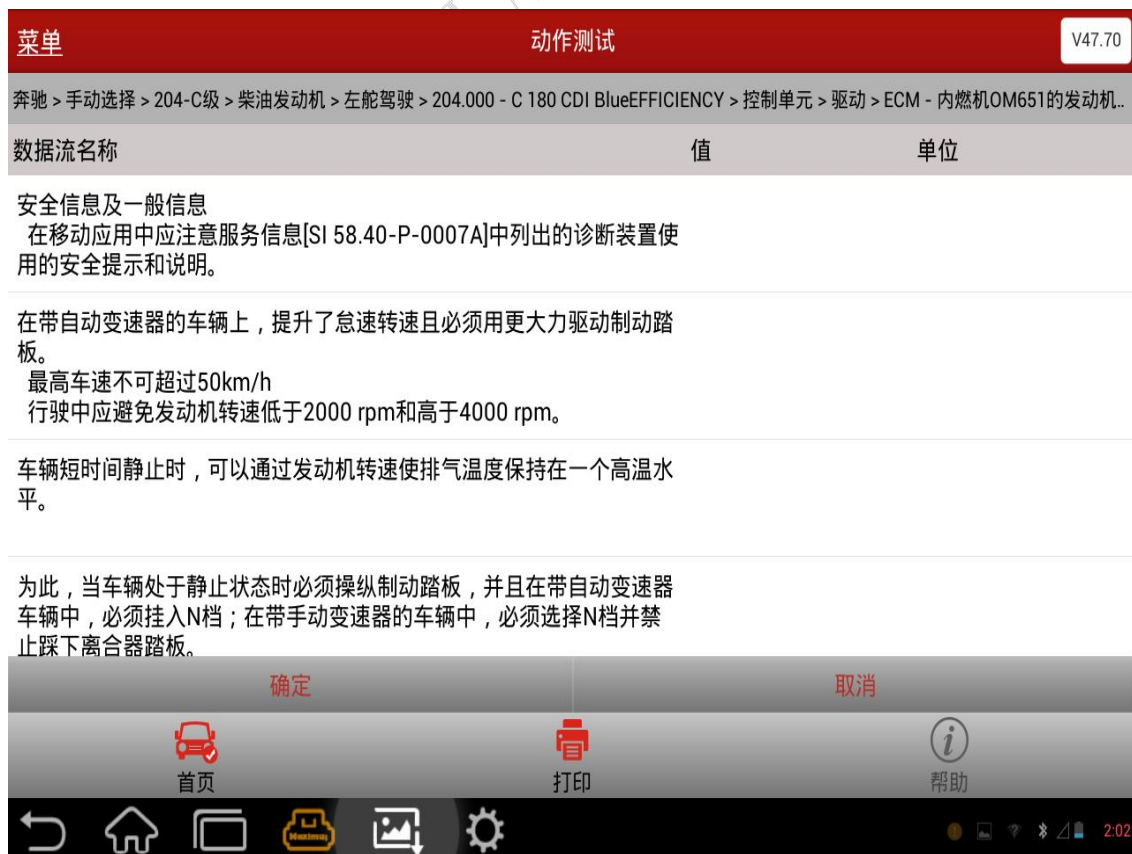 菜单
动作测试
V47.70
奔驰 > 手动选择 > 204-C级 > 柴油发动机 > 左舵驾驶 > 204.000 - C 180 CDI BlueEFFICIENCY > 控制单元 > 驱动 > ECM - 内燃机OM651的发动机...
数据流名称 值 单位
安全信息及一般信息
在移动应用中应注意服务信息[SI 58.40-P-0007A]中列出的诊断装置使
用的安全提示和说明。
在带自动变速器的车辆上，提升了怠速转速且必须用更大力驱动制动踏
板。
最高车速不可超过50km/h
行驶中应避免发动机转速低于2000 rpm和高于4000 rpm。
车辆短时间静止时，可以通过发动机转速使排气温度保持在一个高温水
平。
为此，当车辆处于静止状态时必须操纵制动踏板，并且在带自动变速器
车辆中，必须挂入N档；在带手动变速器的车辆中，必须选择N档并禁
止踩下离合器踏板。
确定 取消
首页 打印 帮助
2:02